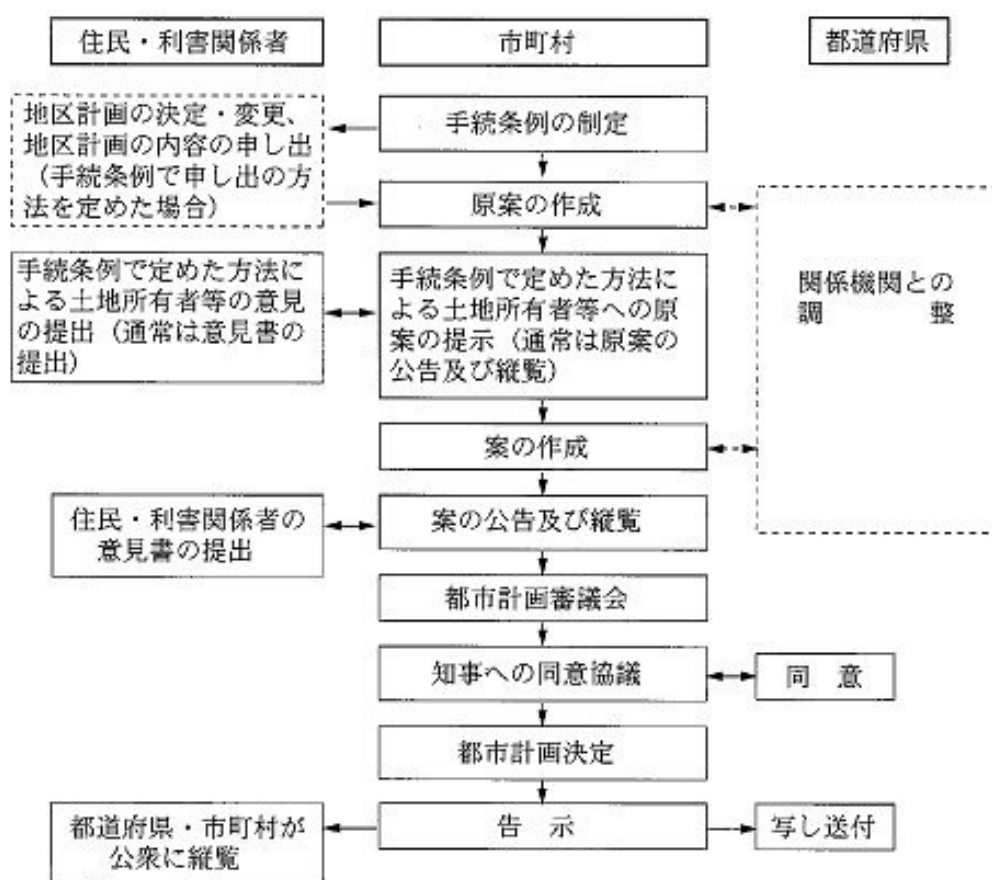 住民・利害関係者
市町村
都道府県
地区計画の決定・変更、
地区計画の内容の申し出
（手続条例で申し出の方
法を定めた場合）
手続条例の制定
原案の作成
手続条例で定めた方法に
よる土地所有者等の意見
の提出（通常は意見書の
提出）
手続条例で定めた方法に
よる土地所有者等への原
案の提示（通常は原案の
公告及び縦覧）
関係機関との
調 整
案の作成
住民・利害関係者の
意見書の提出
案の公告及び縦覧
都市計画審議会
知事への同意協議
同 意
都市計画決定
都道府県・市町村が
公衆に縦覧
告 示
写し送付